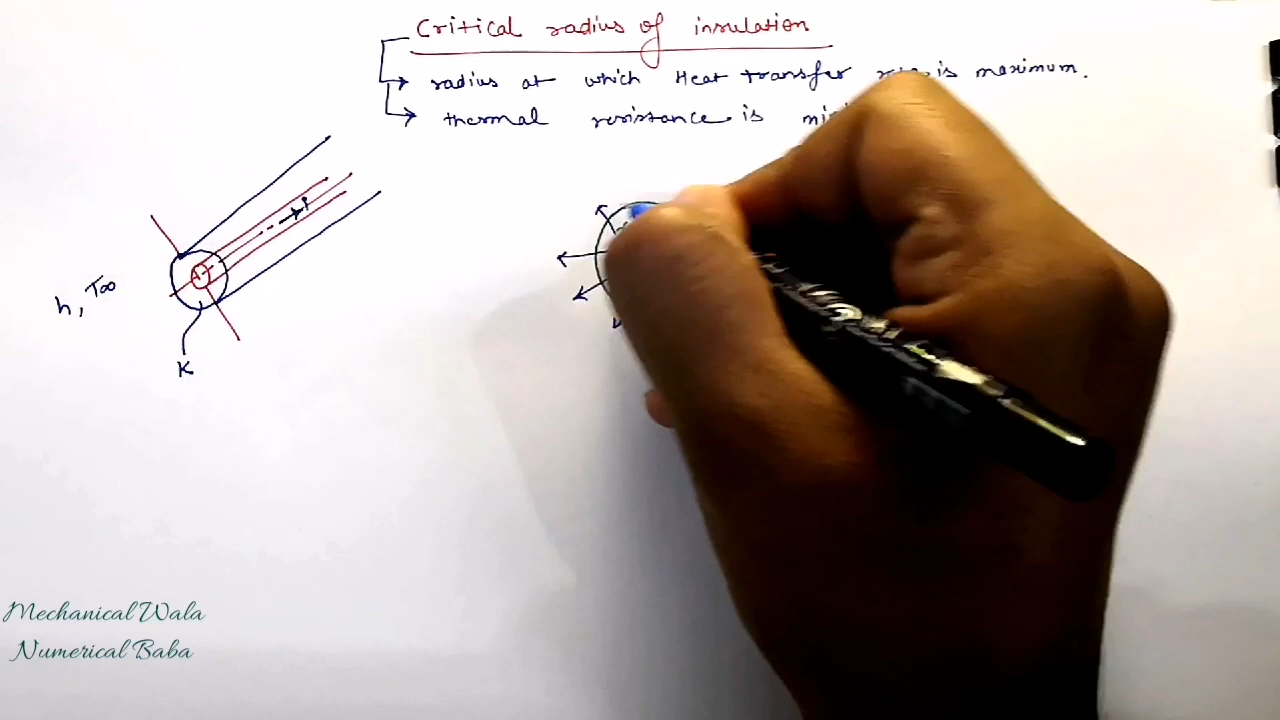 Critical radius of insulation
radius at which Heat transfer is maximum.
thermal resistance is
i
h, T∞
K
Mechanical Wala
Numerical Baba